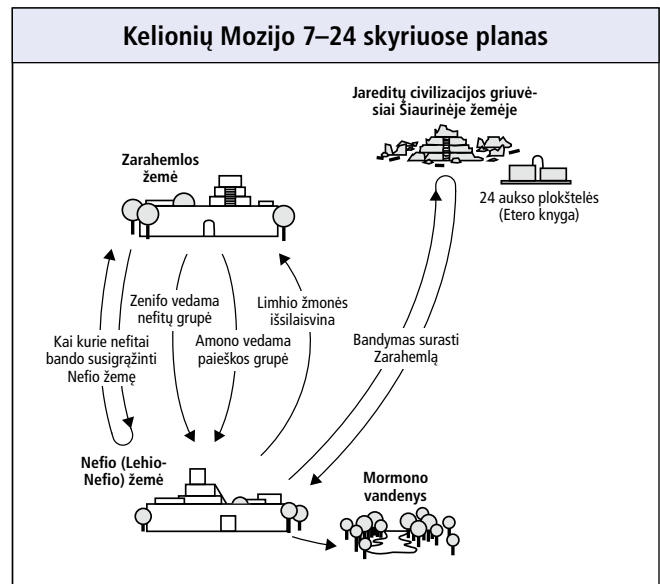 Kelionių Mozijo 7–24 skyriuose planas
Jareditų civilizacijos griuvė-
siai Šiaurinėje žemėje
Zarahemlos
žemė
24 aukso plokštelės
(Etero knyga)
Zenifo vedama
nefitų grupė
Limhio žmonės
išsilaisvina
Kai kurie nefitai
bando susigrąžinti
Nefio žemę
Amono vedama
paieškos grupė
Bandymas surasti
Zarahemlą
Nefio (Lehio-
Nefio) žemė
Mormono
vandenys